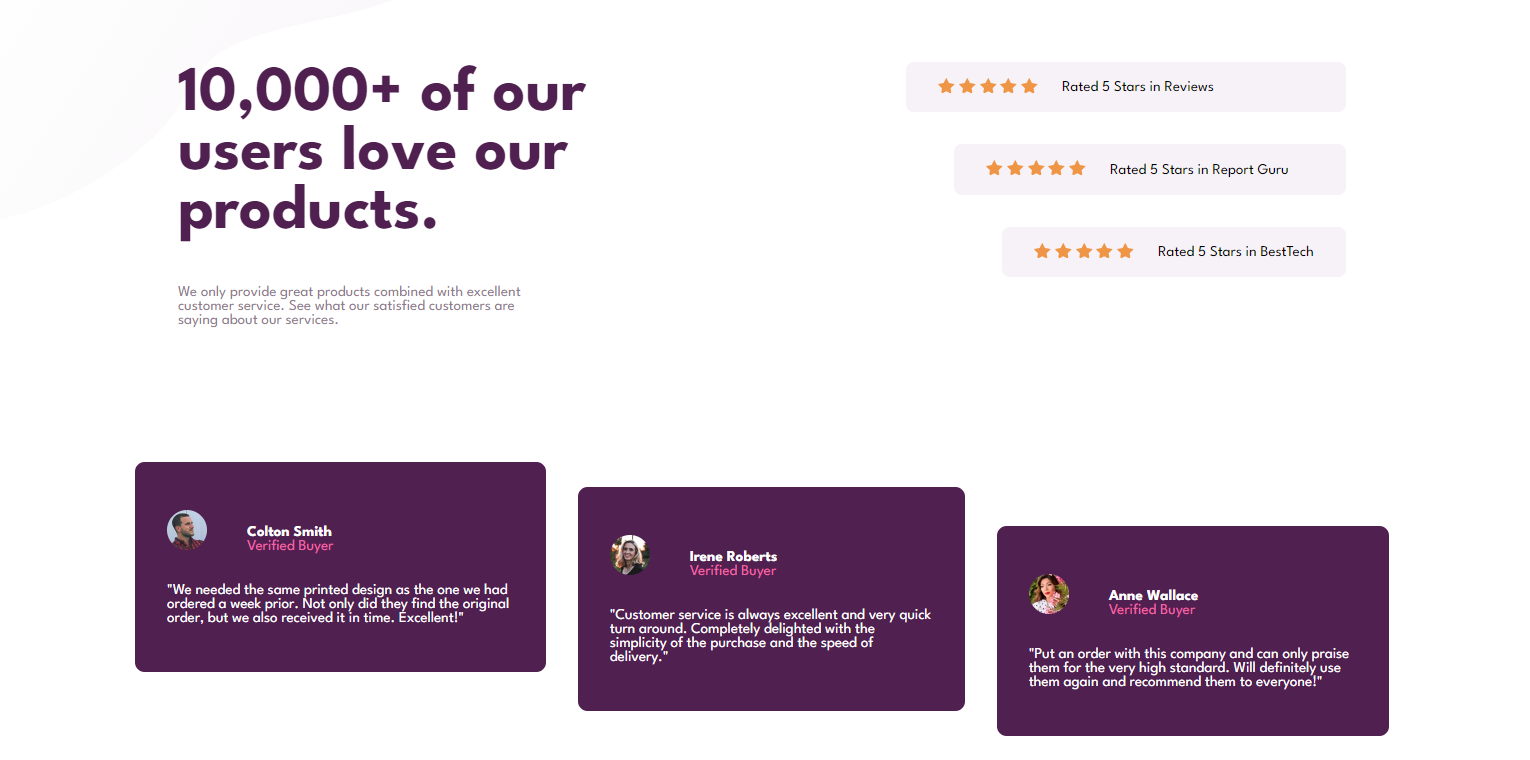 10,000+ of our
users love our
products.
We only provide great products combined with excellent
customer service. See what our satisfied customers are
saying about our services.
Rated 5 Stars in Reviews
Rated 5 Stars in Report Guru
Rated 5 Stars in BestTech
Colton Smith
Verified Buyer
"We needed the same printed design as the one we had
ordered a week prior. Not only did they find the original
order, but we also received it in time. Excellent!"
Irene Roberts
Verified Buyer
"Customer service is always excellent and very quick
turn around. Completely delighted with the
simplicity of the purchase and the speed of
delivery."
Anne Wallace
Verified Buyer
"Put an order with this company and can only praise
them for the very high standard. Will definitely use
them again and recommend them to everyone!"